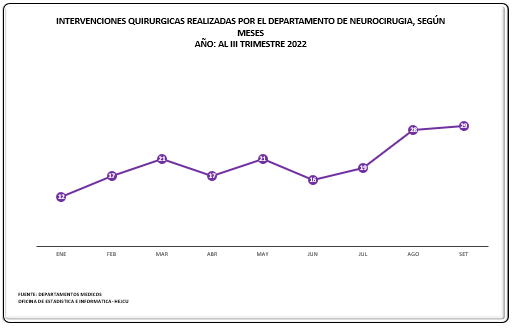 INTERVENCIONES QUIRURGICAS REALIZADAS POR EL DEPARTAMENTO DE NEUROCIRUGIA, SEGÚN
MESES
AÑO: AL III TRIMESTRE 2022
12 17 21 17 21 16 19 28 29
ENE FEB MAR ABR MAY JUN JUL AGO SET
FUENTE: DEPARTAMENTOS MEDICOS
OFICINA DE ESTADISTICA E INFORMATICA- HEJCU